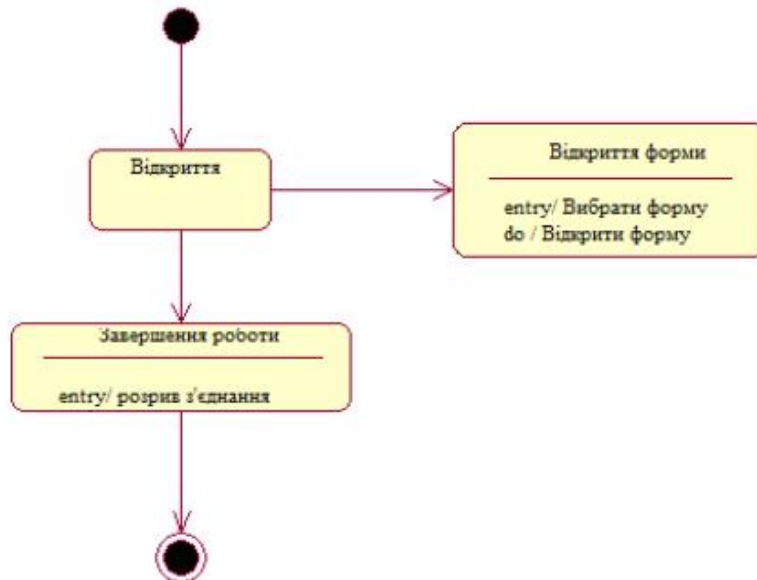 Відкриття
Відкриття форми
entry/ Вибрати форму
do / Відкрити форму
Завершення роботи
entry/ розрив з'єднання